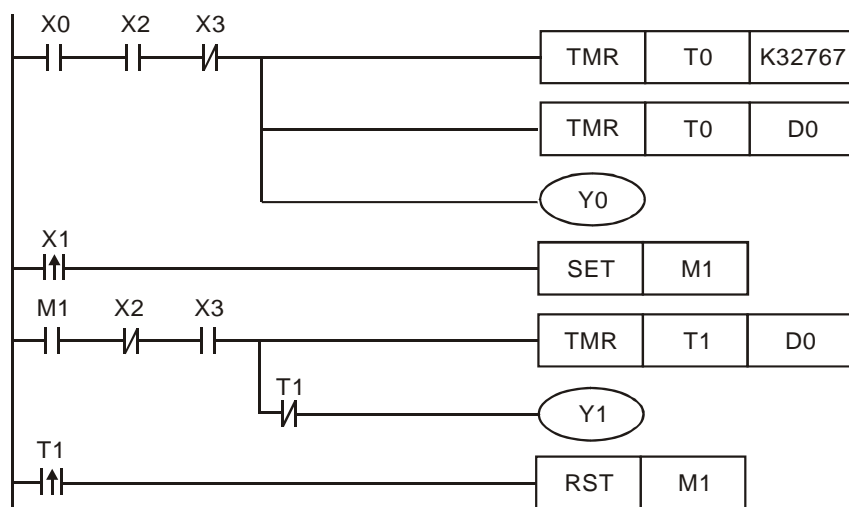 X0 X2 X3
TMR T0 K32767
TMR T0 D0
Y0
X1
SET M1
M1 X2 X3
TMR T1 D0
T1
Y1
T1
RST M1